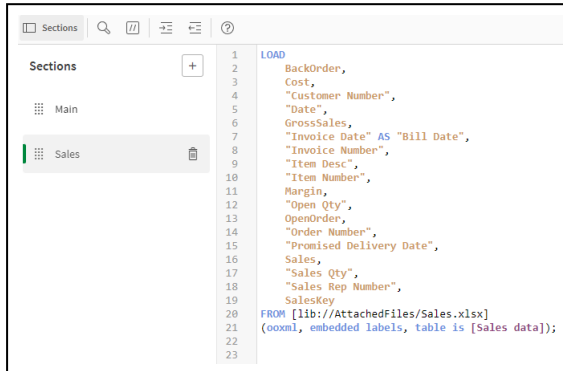 Sections
Sections
Main
Sales
1 LOAD
2 BackOrder,
3 Cost,
4 "Customer Number",
5 "Date",
6 GrossSales,
7 "Invoice Date" AS "Bill Date",
8 "Invoice Number",
9 "Item Desc",
10 "Item Number",
11 Margin,
12 "Open Qty",
13 OpenOrder,
14 "Order Number",
15 "Promised Delivery Date",
16 Sales,
17 "Sales Qty",
18 "Sales Rep Number",
19 SalesKey
20 FROM [lib://AttachedFiles/Sales.xlsx]
21 (ooxml, embedded labels, table is [Sales data]);
22
23